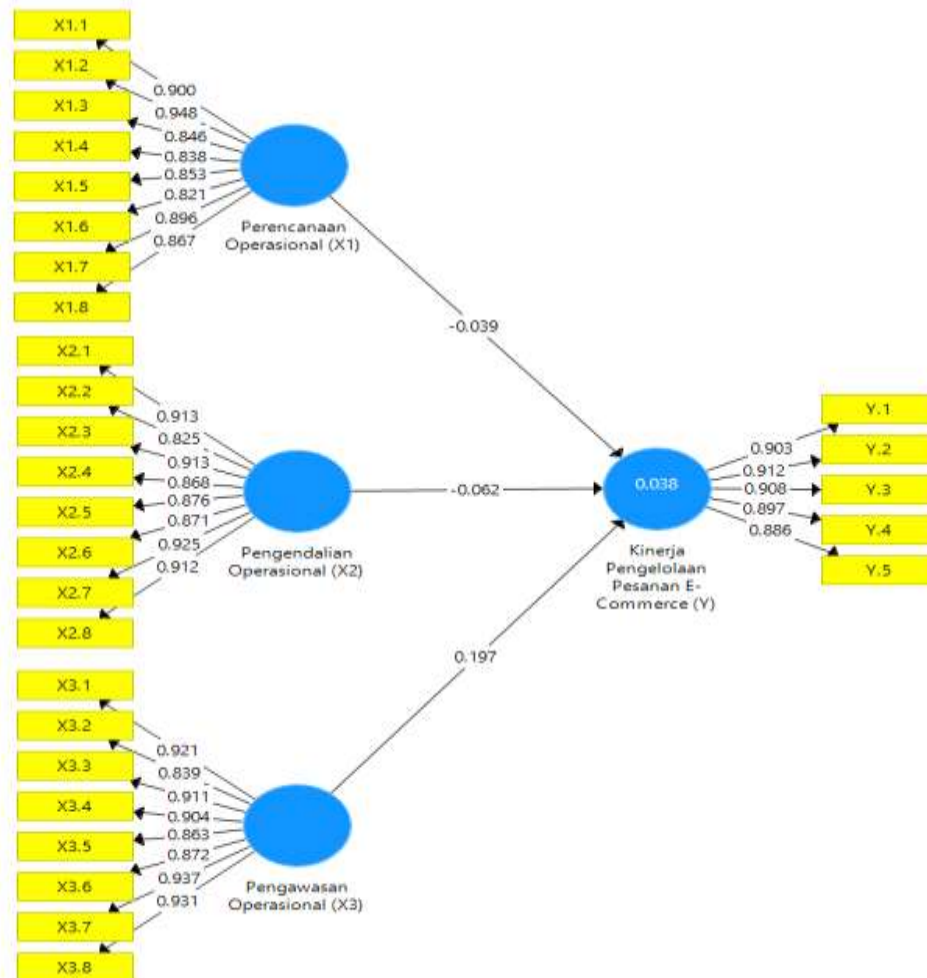 X1.1
X1.2
X1.3
X1.4
X1.5
X1.6
X1.7
X1.8
0.900
0.948
0.846
0.838
0.853
0.821
0.896
0.867
Perencanaan
Operasional (X1)
-0.039
X2.1
X2.2
X2.3
X2.4
X2.5
X2.6
X2.7
X2.8
0.913
0.825
0.913
0.868
0.876
0.871
0.925
0.912
Pengendalian
Operasional (X2)
-0.062
X3.1
X3.2
X3.3
X3.4
X3.5
X3.6
X3.7
X3.8
0.921
0.839
0.911
0.904
0.863
0.872
0.937
0.931
Pengawasan
Operasional (X3)
0.197
0.038
Kinerja
Pengelolaan
Pesanan E-
Commerce (Y)
0.903
0.912
0.908
0.897
0.886
Y.1
Y.2
Y.3
Y.4
Y.5